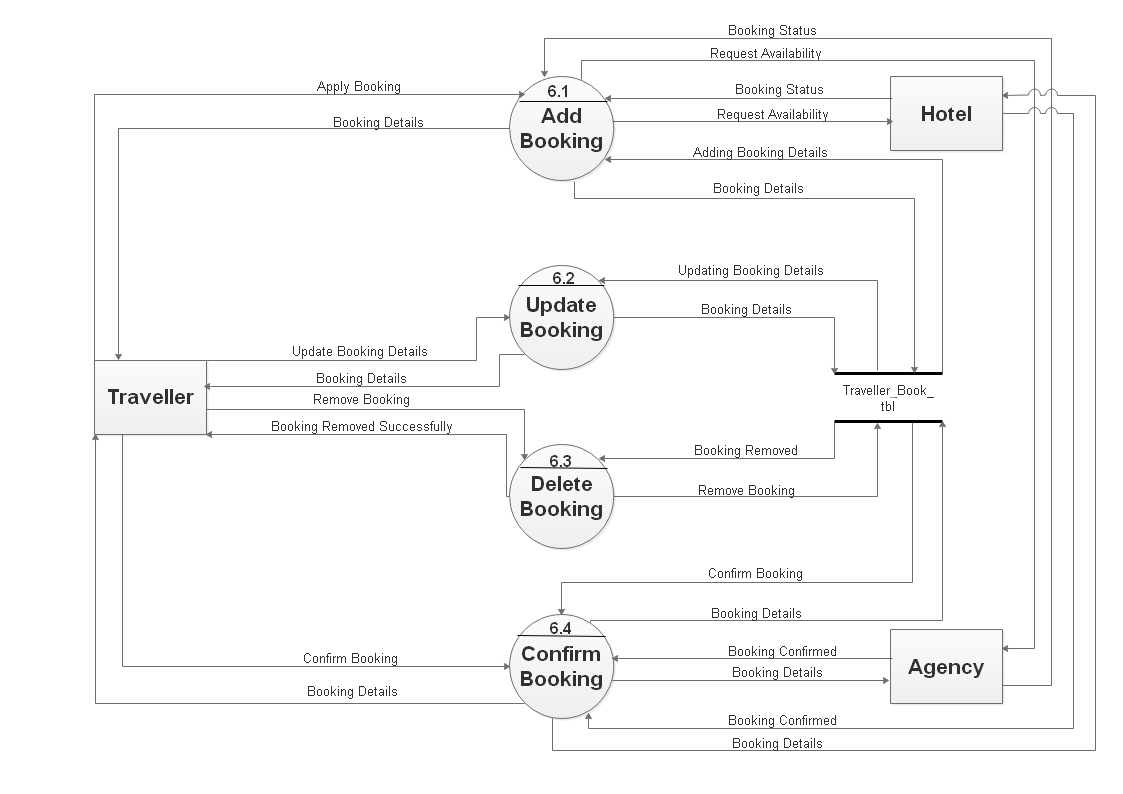 Booking Status
Request Availability
Apply Booking
6.1
Booking Status
Add
Booking
Hotel
Request Availability
Booking Details
Adding Booking Details
Booking Details
6.2
Updating Booking Details
Update
Booking
Booking Details
Update Booking Details
Booking Details
Traveller
Traveller_Book_
tbl
Remove Booking
Booking Removed Successfully
Booking Removed
6.3
Delete
Booking
Remove Booking
Confirm Booking
Booking Details
6.4
Confirm
Booking
Booking Confirmed
Confirm Booking
Agency
Booking Details
Booking Details
Booking Confirmed
Booking Details